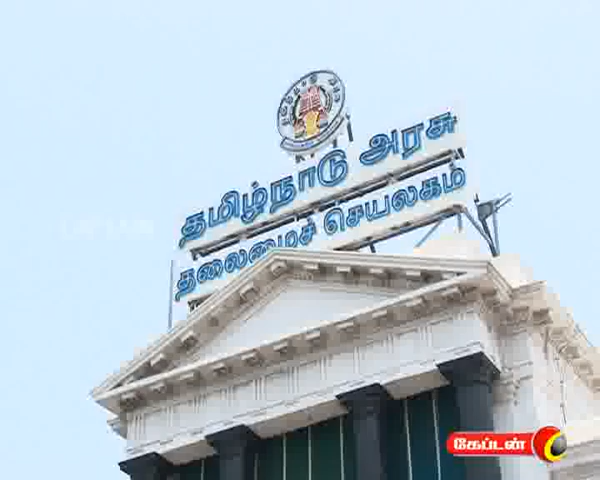 தமிழ்நாடு அரசு
தலைமைச் செயலகம்
கேப்டன்